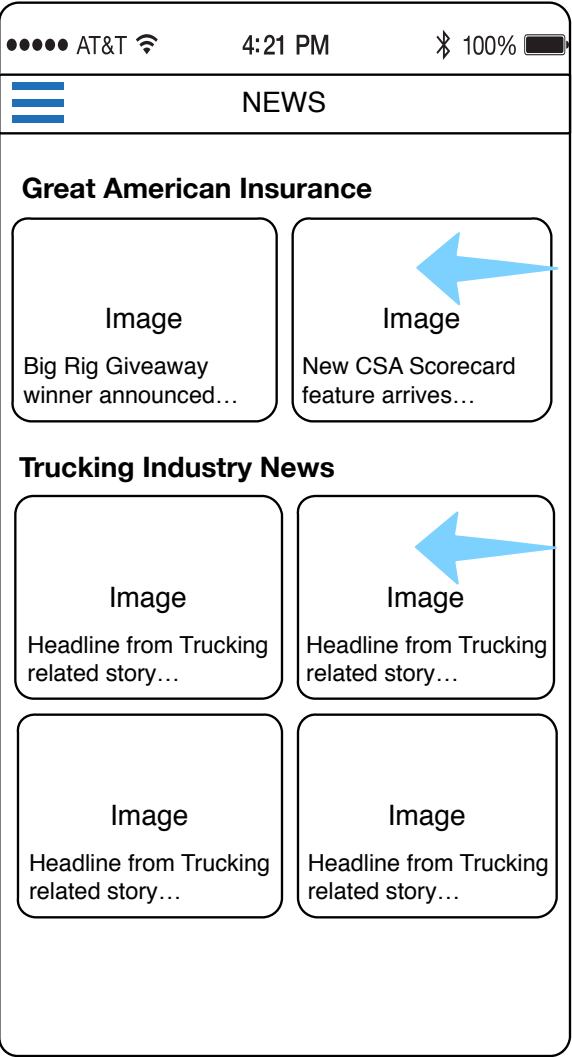 AT&T 4:21 PM 100%
NEWS
Great American Insurance
Image Image
Big Rig Giveaway New CSA Scorecard
winner announced… feature arrives…
Trucking Industry News
Image Image
Headline from Trucking Headline from Trucking
related story… related story…
Image Image
Headline from Trucking Headline from Trucking
related story… related story…